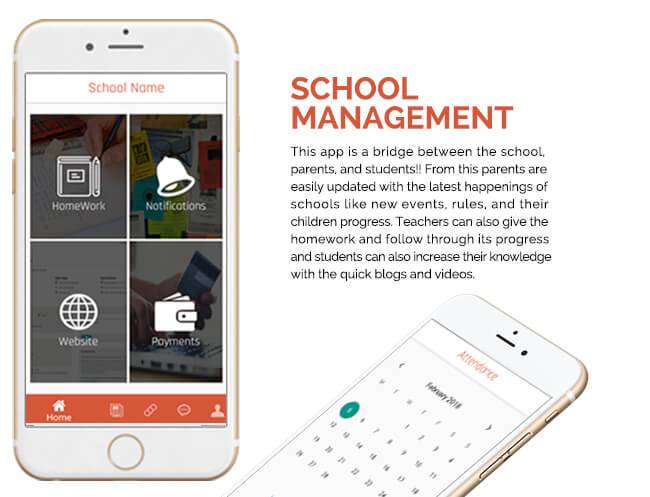 School Name
HomeWork
Notifications
Website
Payments
Home
SCHOOL
MANAGEMENT
This app is a bridge between the school,
parents, and students!! From this parents are
easily updated with the latest happenings of
schools like new events, rules, and their
children progress. Teachers can also give the
homework and follow through its progress
and students can also increase their knowledge
with the quick blogs and videos.
Attendance
February 2018